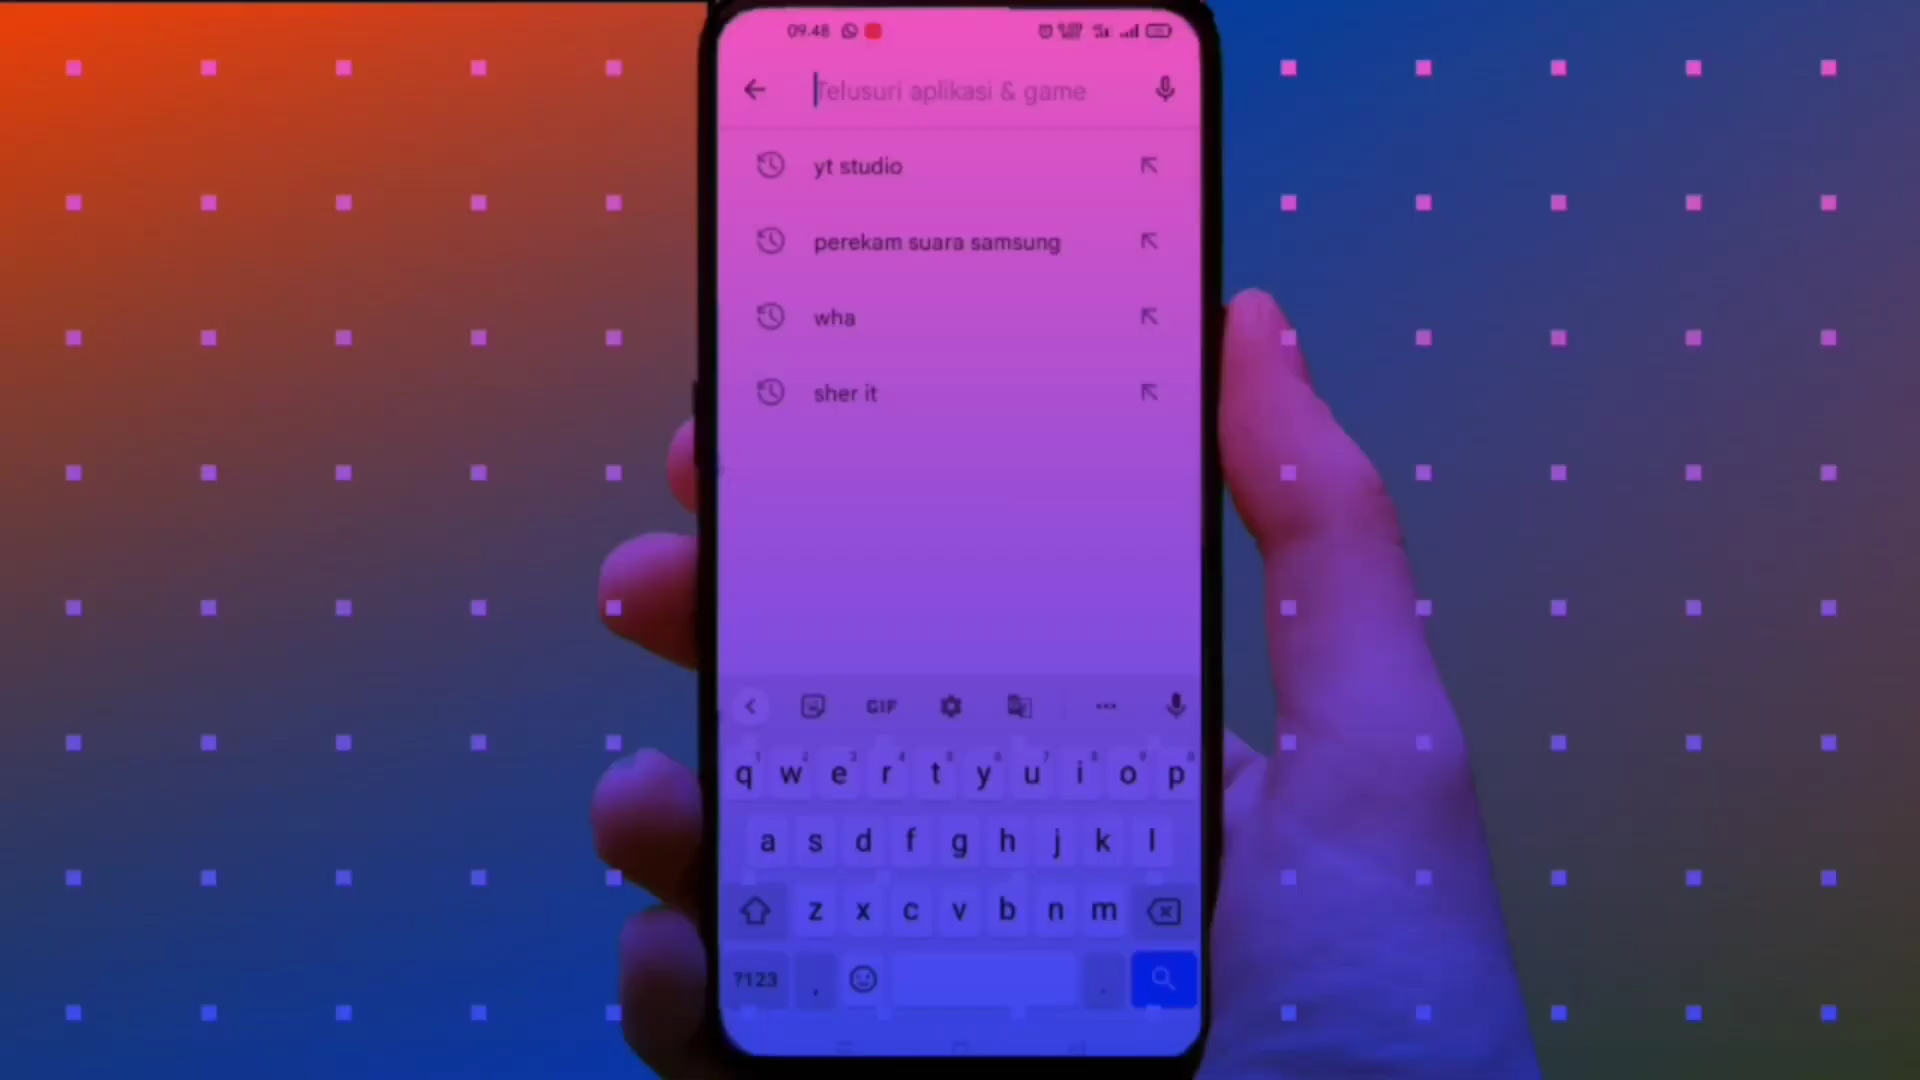 09.48
Telusuri aplikasi & game
yt studio
perekam suara samsung
wha
sher it
GIF
q w e r t y u i o p
a s d f g h j k l
z x c v b n m
?123 , .